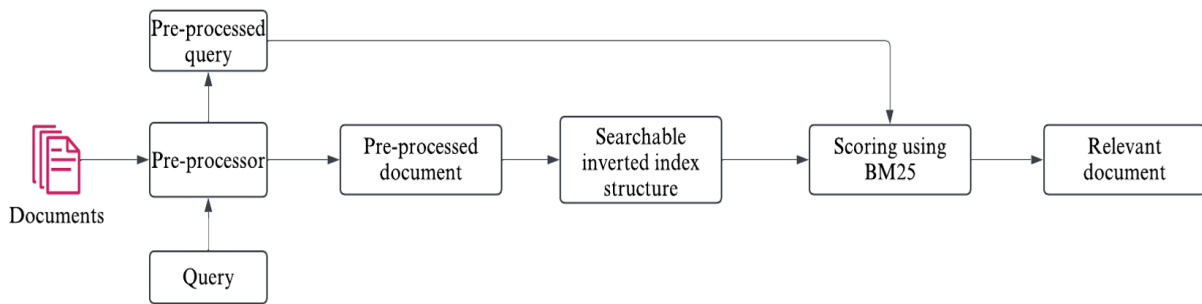 Pre-processed
query
Documents
Pre-processor
Query
Pre-processed
document
Searchable
inverted index
structure
Scoring using
BM25
Relevant
document